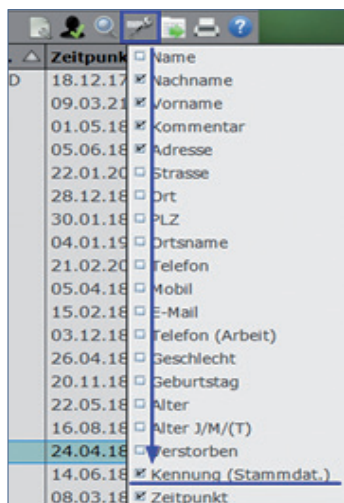 . Zeitpunk Name
D 18.12.17 Nachname
09.03.21 Vorname
01.05.18 Kommentar
05.06.18 Adresse
22.01.20 Strasse
28.12.18 Ort
30.01.18 PLZ
04.01.19 Ortsname
21.02.20 Telefon
05.04.18 Mobil
15.02.18 E-Mail
03.12.18 Telefon (Arbeit)
26.04.18 Geschlecht
20.11.18 Geburtstag
22.05.18 Alter
16.08.18 Alter J/M/(T)
24.04.18 Verstorben
14.06.18 Kennung (Stammdat.)
08.03.18 Zeitpunkt